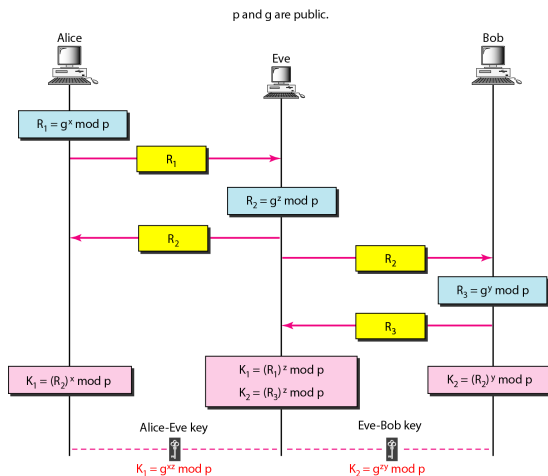 p and g are public.
Alice
Eve
Bob
R₁ = gˣ mod p
R₁
R₂ = gᶻ mod p
R₂
R₂
R₃ = gʸ mod p
R₃
K₁ = (R₂)ˣ mod p
K₁ = (R₁)ᶻ mod p
K₂ = (R₃)ᶻ mod p
K₂ = (R₂)ʸ mod p
Alice-Eve key
Eve-Bob key
K₁ = gˣᶻ mod p
K₂ = gᶻʸ mod p